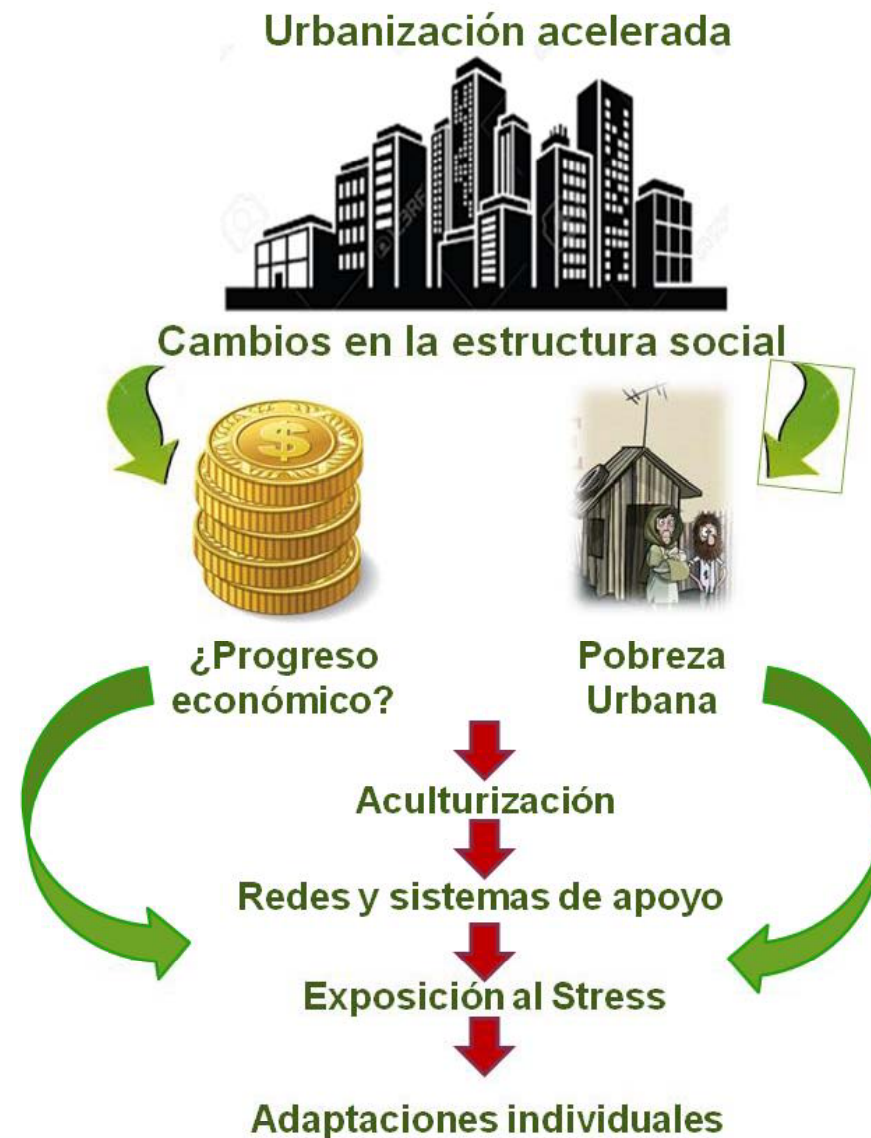 Urbanización acelerada
Cambios en la estructura social
$
¿Progreso
económico?
Pobreza
Urbana
Aculturización
Redes y sistemas de apoyo
Exposición al Stress
Adaptaciones individuales